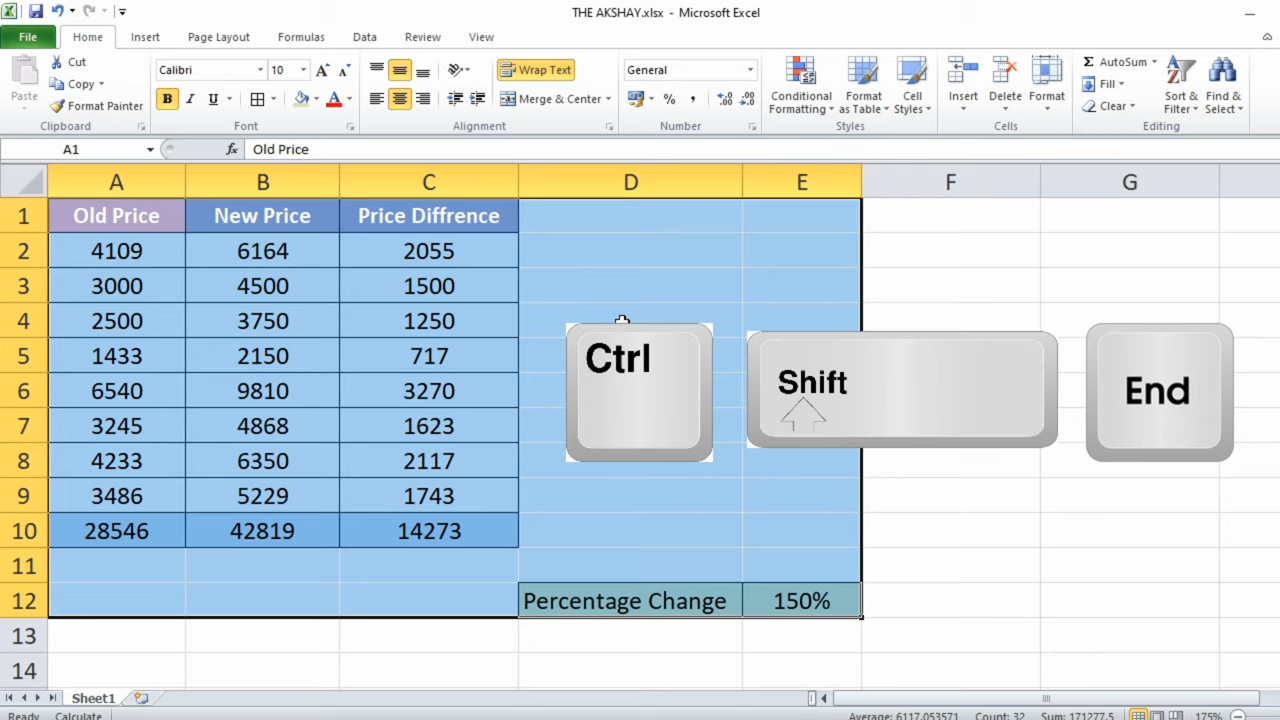 THE AKSHAY.xlsx - Microsoft Excel
File Home Insert Page Layout Formulas Data Review View
Paste
Cut
Copy
Format Painter
Clipboard
Calibri 10 A A
B I U A
Font
Wrap Text
Merge & Center
Alignment
General
% , .0 .00 .00 .0
Number
Conditional Formatting
Format as Table
Cell Styles
Styles
Insert Delete Format
Cells
Σ AutoSum
Fill
Clear
Sort & Filter
Find & Select
Editing
A1 fx Old Price
A B C D E F G
1 Old Price New Price Price Diffrence
2 4109 6164 2055
3 3000 4500 1500
4 2500 3750 1250
5 1433 2150 717
6 6540 9810 3270
7 3245 4868 1623
8 4233 6350 2117
9 3486 5229 1743
10 28546 42819 14273
11
12 Percentage Change 150%
13
14
Ctrl
Shift
End
Sheet1
Ready Calculate Average: 6117.053571 Count: 32 Sum: 171277.5 175%